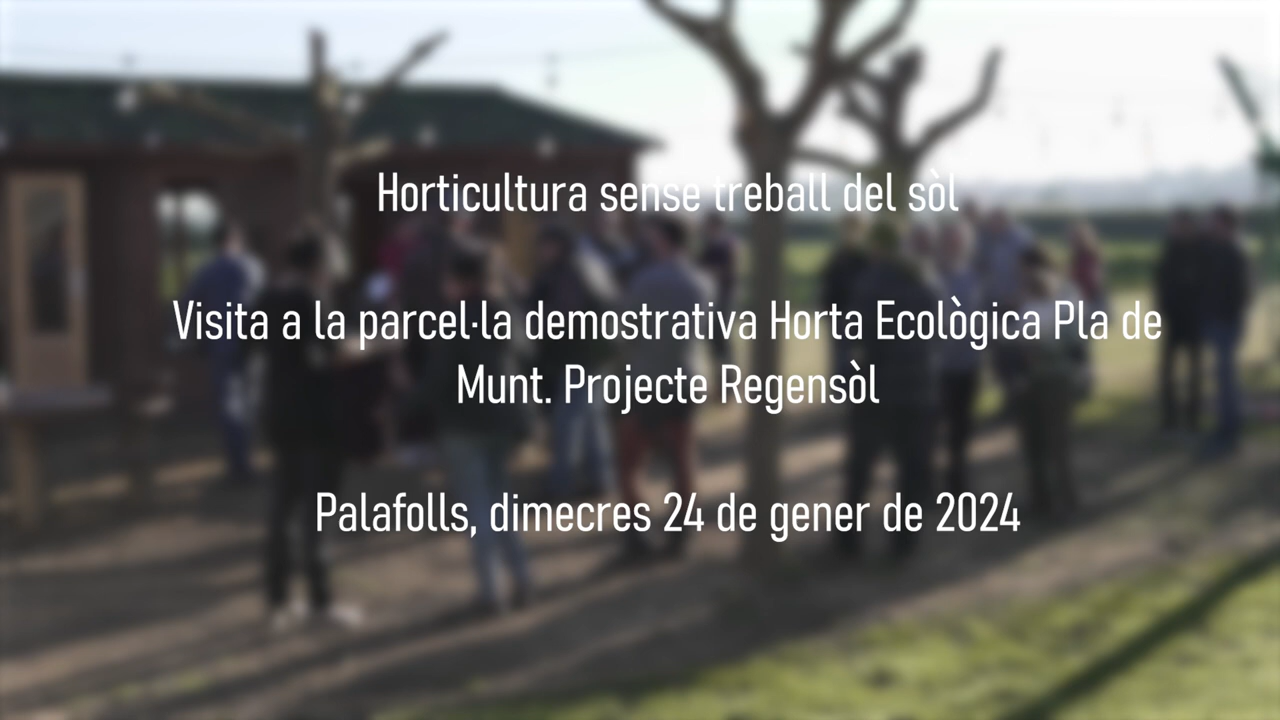 Horticultura sense treball del sòl
Visita a la parcel·la demostrativa Horta Ecològica Pla de
Munt. Projecte Regensòl
Palafolls, dimecres 24 de gener de 2024